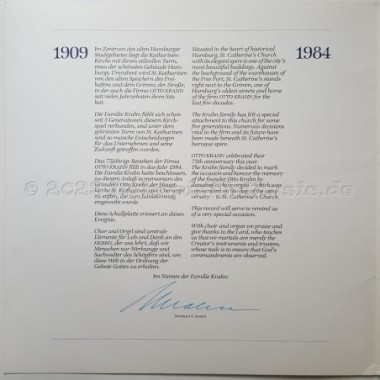 1909
Im Zentrum des alten Hamburger
Stadtgebietes liegt die Katharinen-
Kirche mit ihrem stilvollen Turm,
eines der schönsten Gebäude Ham-
burgs. Umrahmt wird St. Katharinen
von den alten Speichern des Frei-
hafens und dem Grimm; der Straße,
in der auch die Firma OTTO KRAHN
seit vielen Jahrzehnten ihren Sitz
hat.
Die Familie Krahn fühlt sich schon
seit 5 Generationen diesem Kirch-
spiel verbunden, und unter dem
gekrönten Turm von St. Katharinen
sind so manche Entscheidungen
für das Unternehmen und seine
Zukunft getroffen worden.
Das 75jährige Bestehen der Firma
OTTO KRAHN fällt in das Jahr 1984.
Die Familie Krahn hatte beschlossen,
zu diesem Anlaß in memoriam des
Gründers Otto Krahn der Haupt-
kirche St. Katharinen eine Chororgel
zu stiften, die zum Jubiläumstag
eingeweiht wurde.
Diese Schallplatte erinnert an dieses
Ereignis.
Chor und Orgel sind zentrale
Elemente für Lob und Dank an den
HERRN, der uns lehrt, daß wir
Menschen nur Werkzeuge und
Sachwalter des Schöpfers sind, um
diese Welt in der Ordnung der
Gebote Gottes zu erhalten.
Situated in the heart of historical
Hamburg, St. Catherine's Church
with its elegant spire is one of the city's
most beautiful buildings. Against
the background of the warehouses of
the Free Port, St. Catherine's stands
right next to the Grimm, one of
Hamburg's oldest streets and home
of the firm OTTO KRAHN for the
last few decades.
The Krahn family has felt a special
attachment to this church for some
five generations. Numerous decisions
vital to the firm and its future have
been made beneath St. Catherine's
baroque spire.
OTTO KRAHN celebrated their
75th anniversary this year.
The Krahn family decided to mark
the occasion and honour the memory
of the founder Otto Krahn by
donating a choir organ - which was
consecrated on the day of the anni-
versary - to St. Catherine's Church.
This record will serve to remind us
of a very special occasion.
With choir and organ we praise and
give thanks to the Lord, who teaches
us that we mortals are merely the
Creator's instruments and trustees,
whose task is to ensure that God's
commandments are observed.
1984
Im Namen der Familie Krahn: